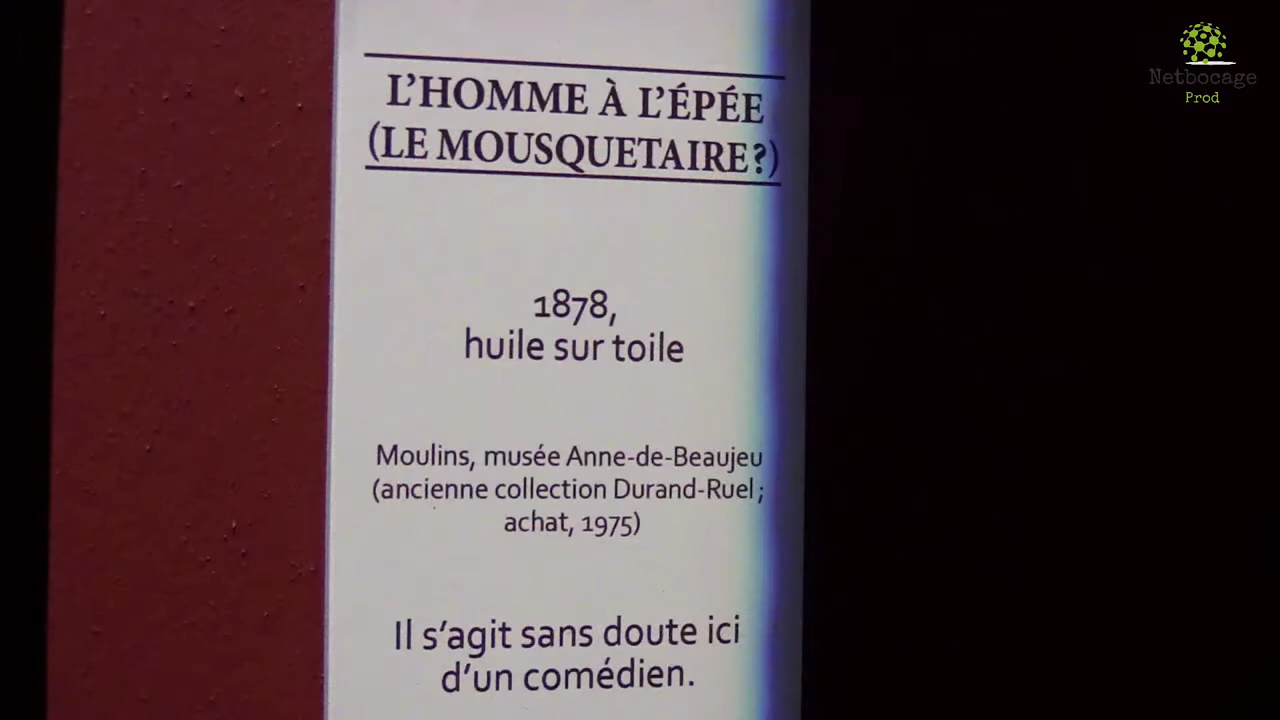 L'HOMME À L'ÉPÉE
(LE MOUSQUETAIRE?)
1878,
huile sur toile
Moulins, musée Anne-de-Beaujeu
(ancienne collection Durand-Ruel;
achat, 1975)
Il s'agit sans doute ici
d'un comédien.
Netbocage
Prod